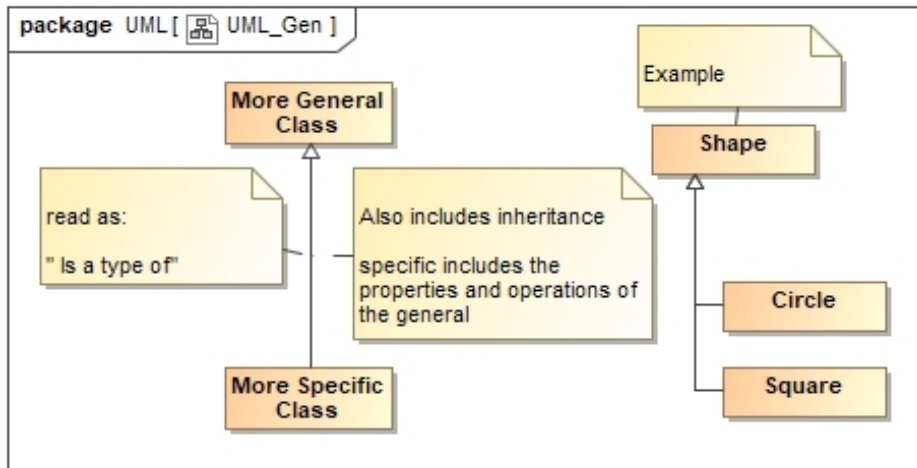 package UML [ UML_Gen ]
More General
Class
read as:
" Is a type of"
Also includes inheritance
specific includes the
properties and operations of
the general
More Specific
Class
Example
Shape
Circle
Square